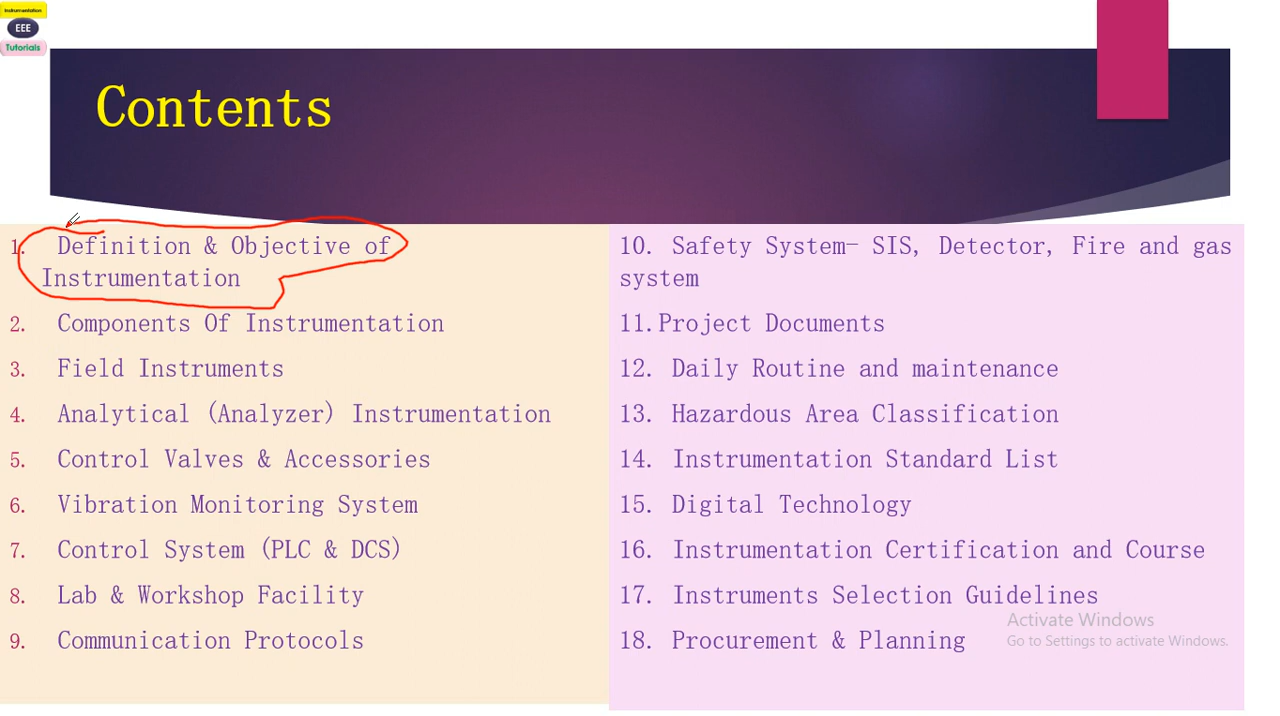 Instrumentation
EEE
Tutorials
Contents
1. Definition & Objective of
Instrumentation
2. Components Of Instrumentation
3. Field Instruments
4. Analytical (Analyzer) Instrumentation
5. Control Valves & Accessories
6. Vibration Monitoring System
7. Control System (PLC & DCS)
8. Lab & Workshop Facility
9. Communication Protocols
10. Safety System- SIS, Detector, Fire and gas
system
11.Project Documents
12. Daily Routine and maintenance
13. Hazardous Area Classification
14. Instrumentation Standard List
15. Digital Technology
16. Instrumentation Certification and Course
17. Instruments Selection Guidelines
18. Procurement & Planning
Activate Windows
Go to Settings to activate Windows.